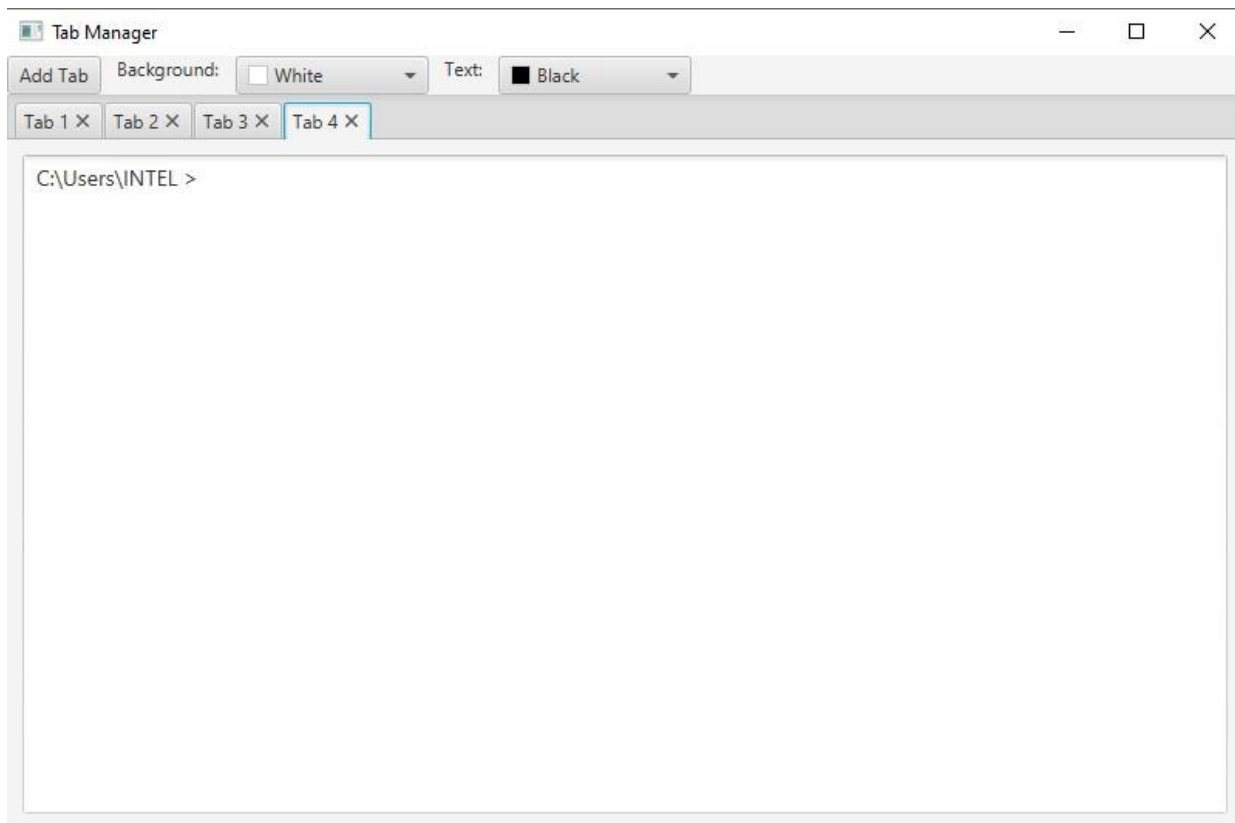 Tab Manager
Add Tab Background: White Text: Black
Tab 1 Tab 2 Tab 3 Tab 4
C:\Users\INTEL >